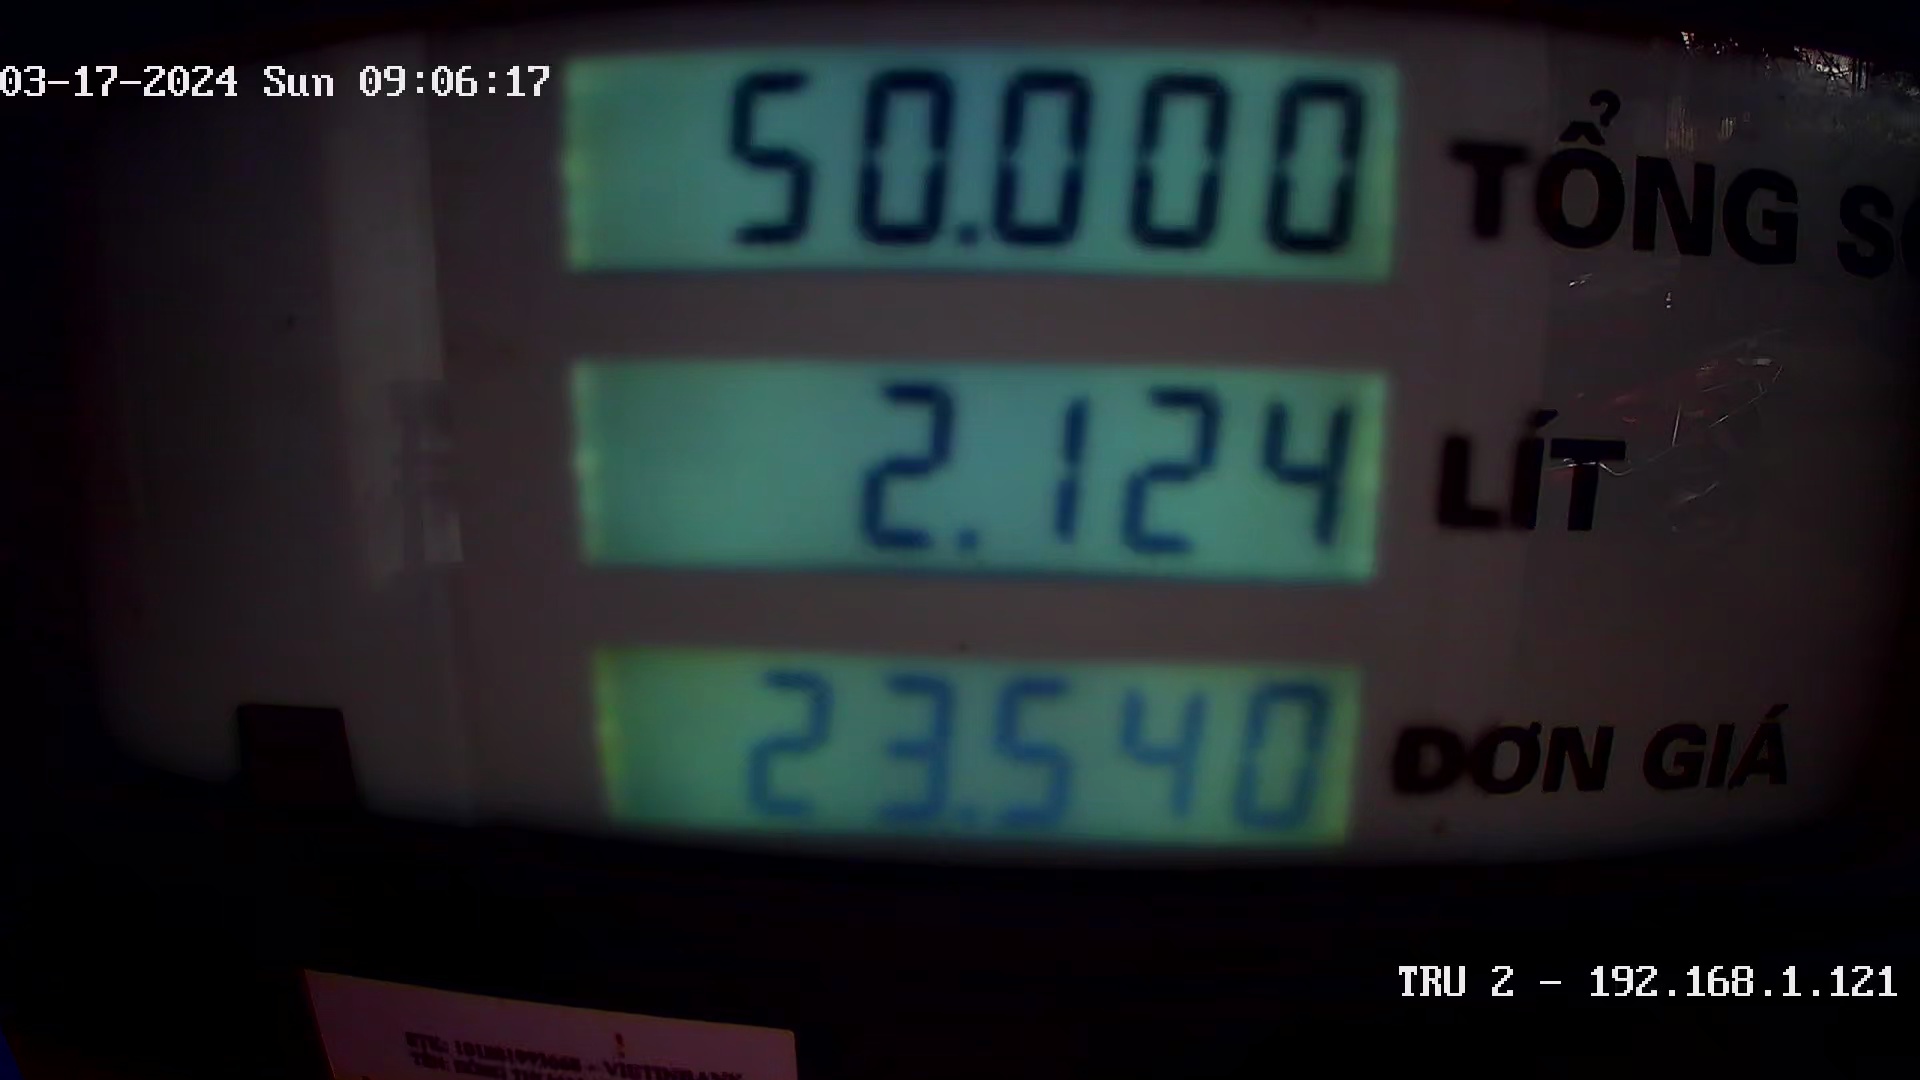 03-17-2024 Sun 09:06:17
50.000 TỔNG S
2.124 LÍT
23.540 ĐƠN GIÁ
TRU 2 - 192.168.1.121
VIETINBANK